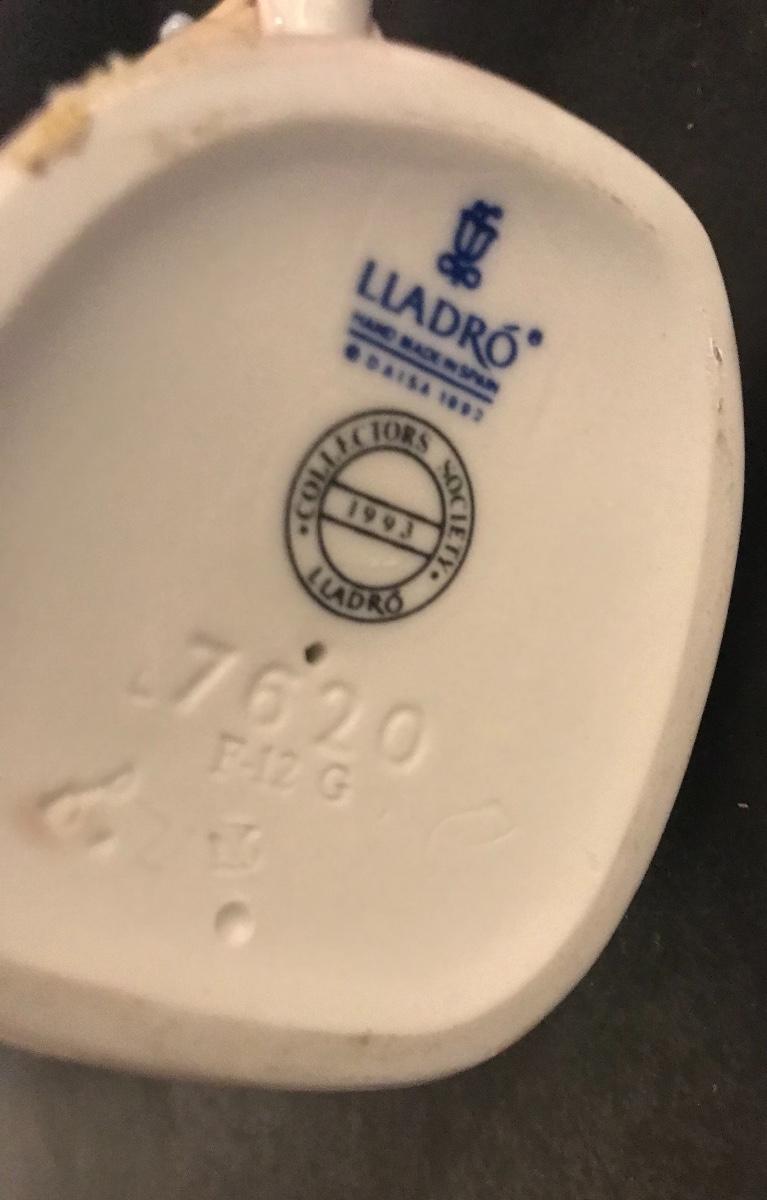 LLADRÓ®
HAND MADE IN SPAIN
© DAISA 1992
COLLECTORS SOCIETY
1993
LLADRÓ
7620
F-12 G